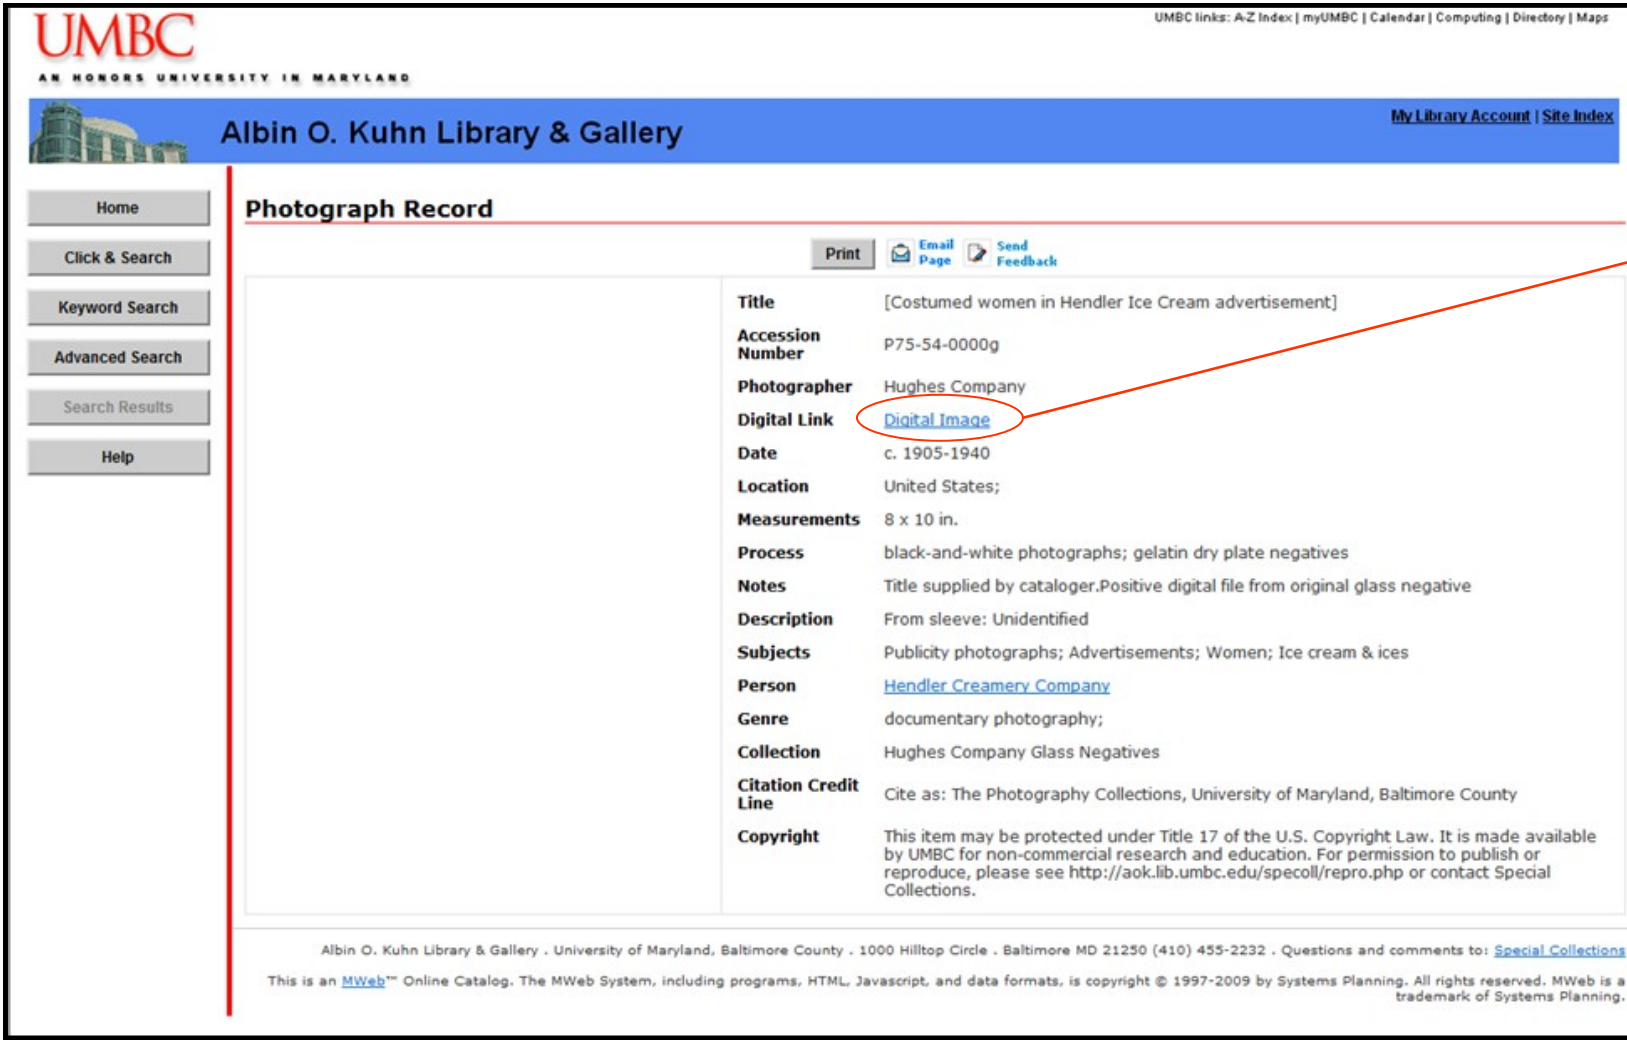 UMBC links: A-Z Index | myUMBC | Calendar | Computing | Directory | Maps
UMBC
AN HONORS UNIVERSITY IN MARYLAND
Albin O. Kuhn Library & Gallery
My Library Account | Site Index
Home
Click & Search
Keyword Search
Advanced Search
Search Results
Help
Photograph Record
Print
Email
Page
Send
Feedback
Title [Costumed women in Hendler Ice Cream advertisement]
Accession
Number P75-54-0000g
Photographer Hughes Company
Digital Link Digital Image
Date c. 1905-1940
Location United States;
Measurements 8 x 10 in.
Process black-and-white photographs; gelatin dry plate negatives
Notes Title supplied by cataloger.Positive digital file from original glass negative
Description From sleeve: Unidentified
Subjects Publicity photographs; Advertisements; Women; Ice cream & ices
Person Hendler Creamery Company
Genre documentary photography;
Collection Hughes Company Glass Negatives
Citation Credit
Line Cite as: The Photography Collections, University of Maryland, Baltimore County
Copyright This item may be protected under Title 17 of the U.S. Copyright Law. It is made available
by UMBC for non-commercial research and education. For permission to publish or
reproduce, please see http://aok.lib.umbc.edu/specoll/repro.php or contact Special
Collections.
Albin O. Kuhn Library & Gallery . University of Maryland, Baltimore County . 1000 Hilltop Circle . Baltimore MD 21250 (410) 455-2232 . Questions and comments to: Special Collections
This is an MWeb™ Online Catalog. The MWeb System, including programs, HTML, Javascript, and data formats, is copyright © 1997-2009 by Systems Planning. All rights reserved. MWeb is a
trademark of Systems Planning.